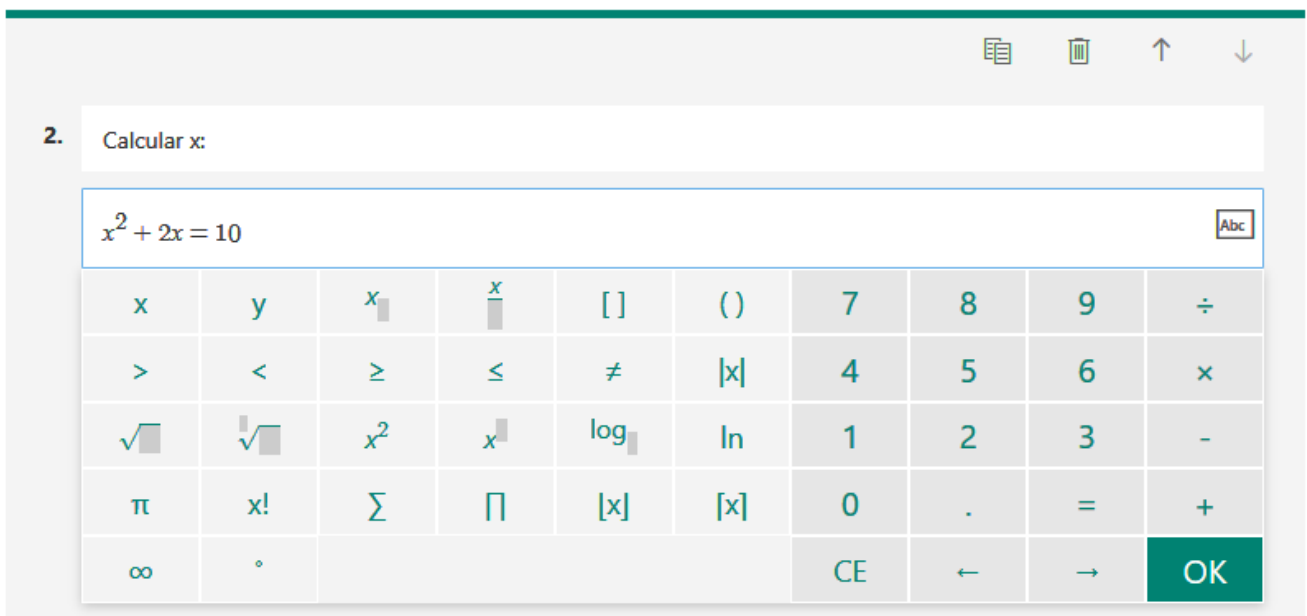 2. Calcular x:
x² + 2x = 10
Abc
x y x▯ x/▯ [ ] ( ) 7 8 9 ÷
> < ≥ ≤ ≠ |x| 4 5 6 ×
√▯ ▯√▯ x² x▯ log▯ ln 1 2 3 -
π x! ∑ ∏ ⌊x⌋ ⌈x⌉ 0 . = +
∞ ° CE ← → OK